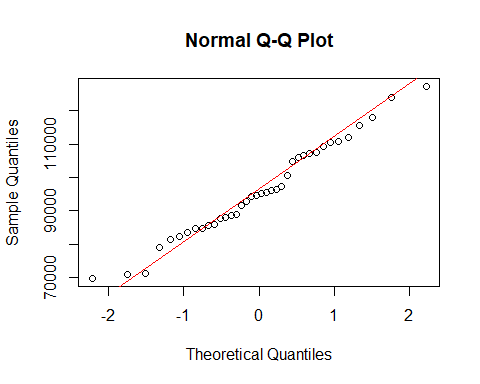 Normal Q-Q Plot
Sample Quantiles
110000
90000
70000
-2 -1 0 1 2
Theoretical Quantiles